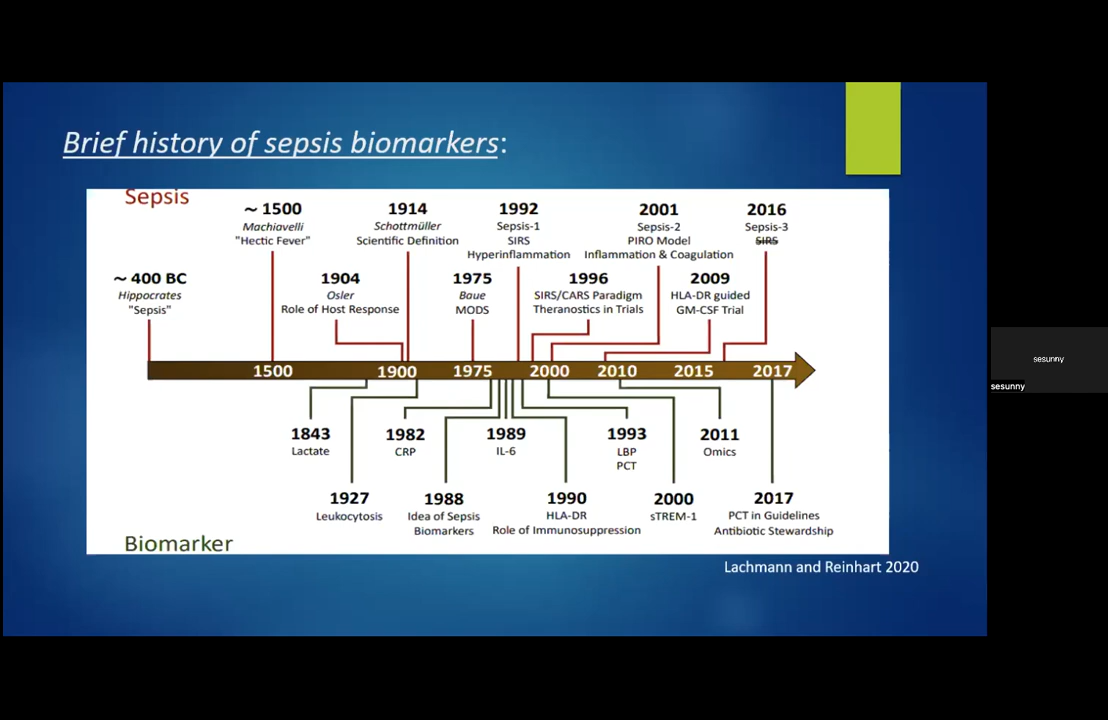 Brief history of sepsis biomarkers:
Sepsis
~ 1500
Machiavelli
"Hectic Fever"
1914
Schottmüller
Scientific Definition
1992
Sepsis-1
SIRS
Hyperinflammation
2001
Sepsis-2
PIRO Model
Inflammation & Coagulation
2016
Sepsis-3
SIRS
~ 400 BC
Hippocrates
"Sepsis"
1904
Osler
Role of Host Response
1975
Baue
MODS
1996
SIRS/CARS Paradigm
Theranostics in Trials
2009
HLA-DR guided
GM-CSF Trial
1500 1900 1975 2000 2010 2015 2017
1843
Lactate
1982
CRP
1989
IL-6
1993
LBP
PCT
2011
Omics
1927
Leukocytosis
1988
Idea of Sepsis
Biomarkers
1990
HLA-DR
Role of Immunosuppression
2000
sTREM-1
2017
PCT in Guidelines
Antibiotic Stewardship
Biomarker
Lachmann and Reinhart 2020
sesunny
sesunny